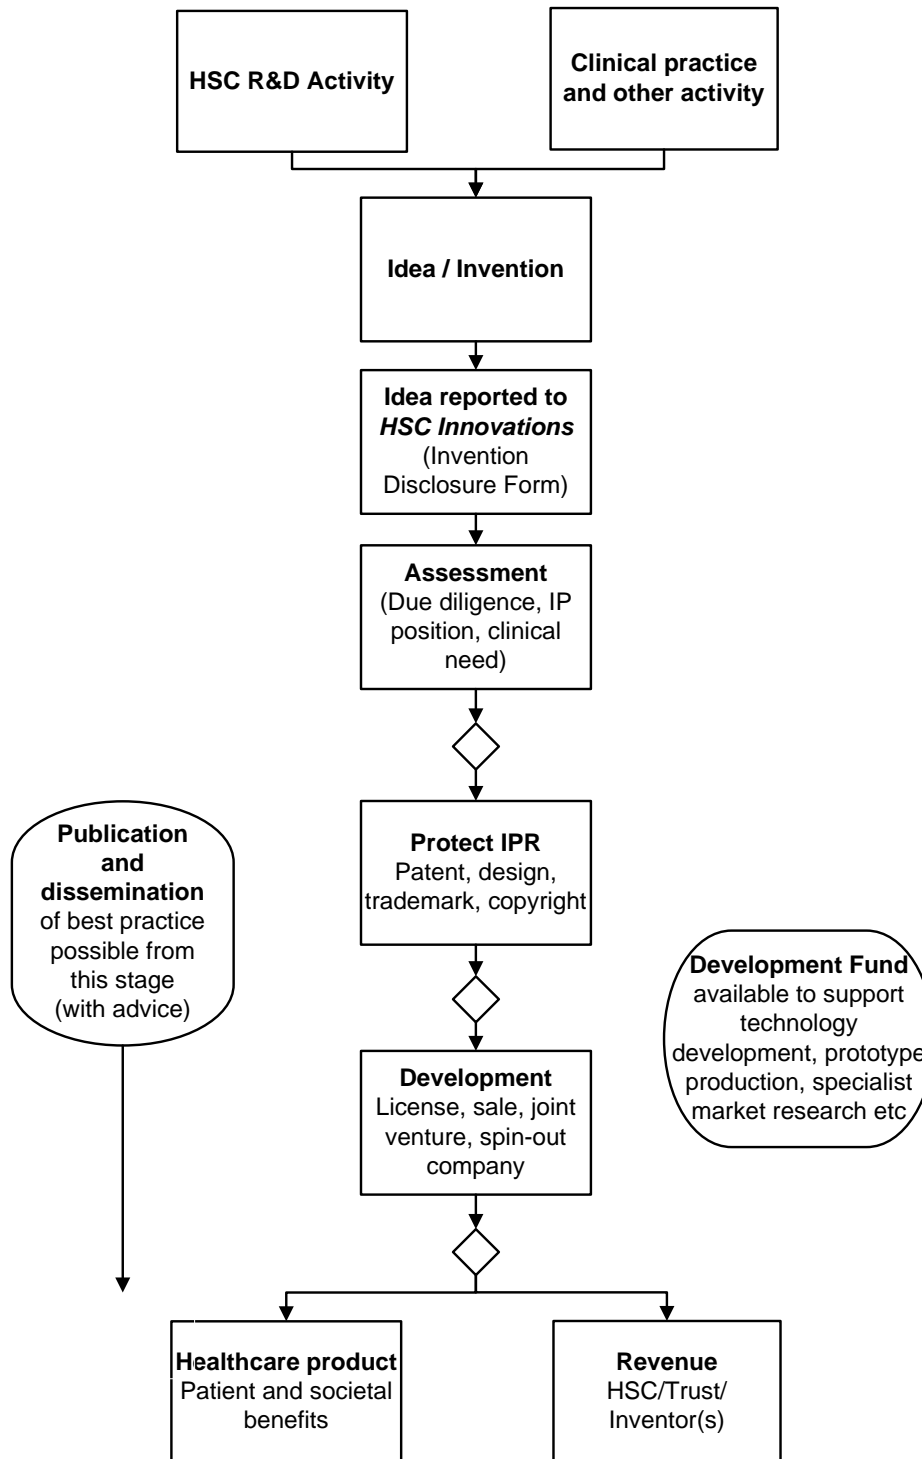 HSC R&D Activity
Clinical practice
and other activity
Idea / Invention
Idea reported to
HSC Innovations
(Invention
Disclosure Form)
Assessment
(Due diligence, IP
position, clinical
need)
Protect IPR
Patent, design,
trademark, copyright
Publication
and
dissemination
of best practice
possible from
this stage
(with advice)
Development Fund
available to support
technology
development, prototype
production, specialist
market research etc
Development
License, sale, joint
venture, spin-out
company
Healthcare product
Patient and societal
benefits
Revenue
HSC/Trust/
Inventor(s)